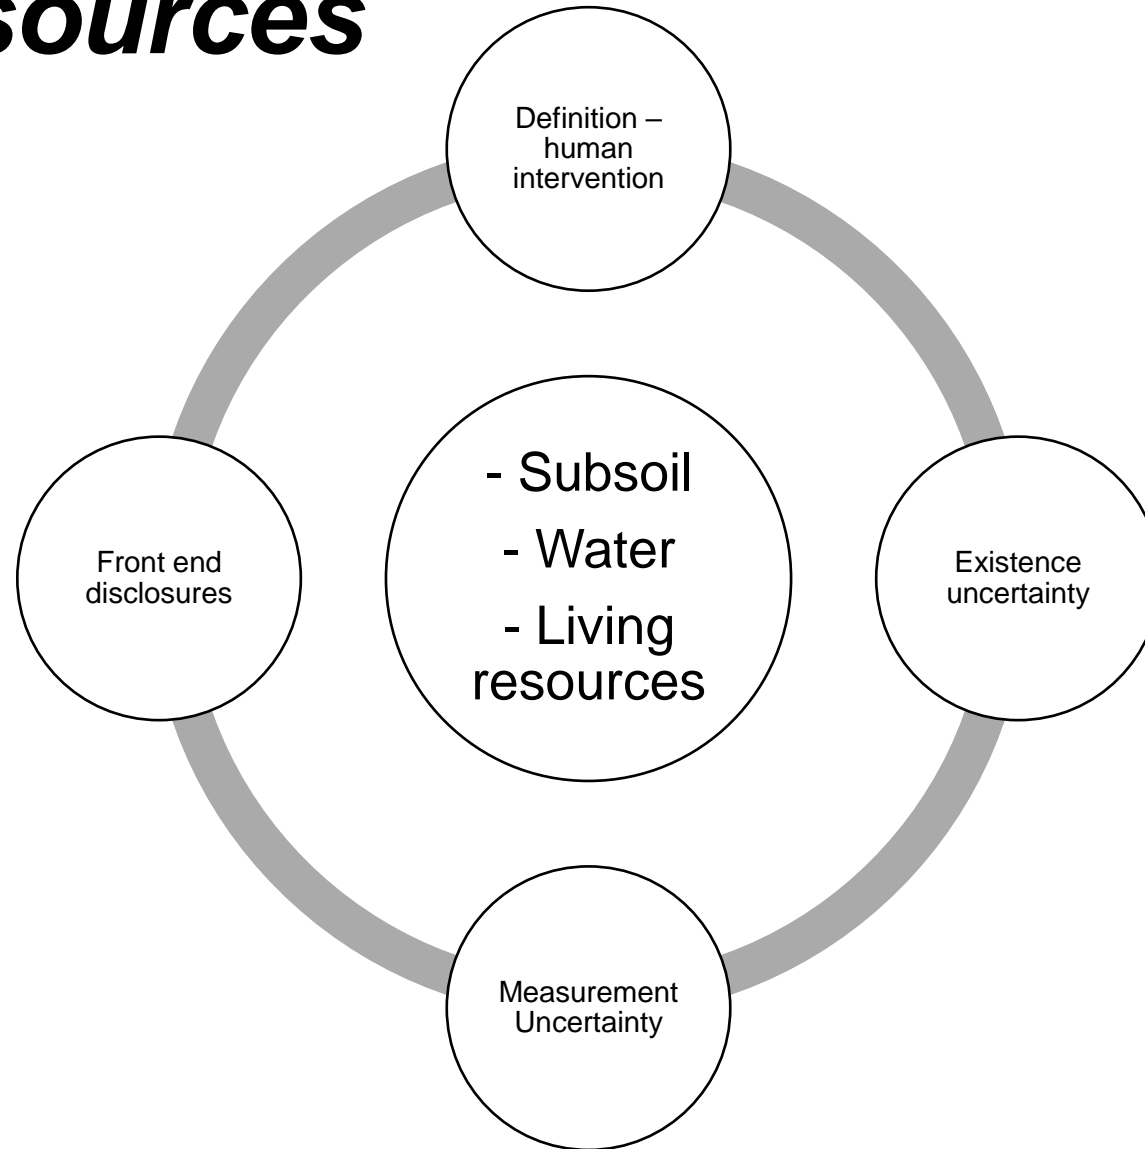 sources
Definition –
human
intervention
- Subsoil
- Water
- Living
resources
Front end
disclosures
Existence
uncertainty
Measurement
Uncertainty